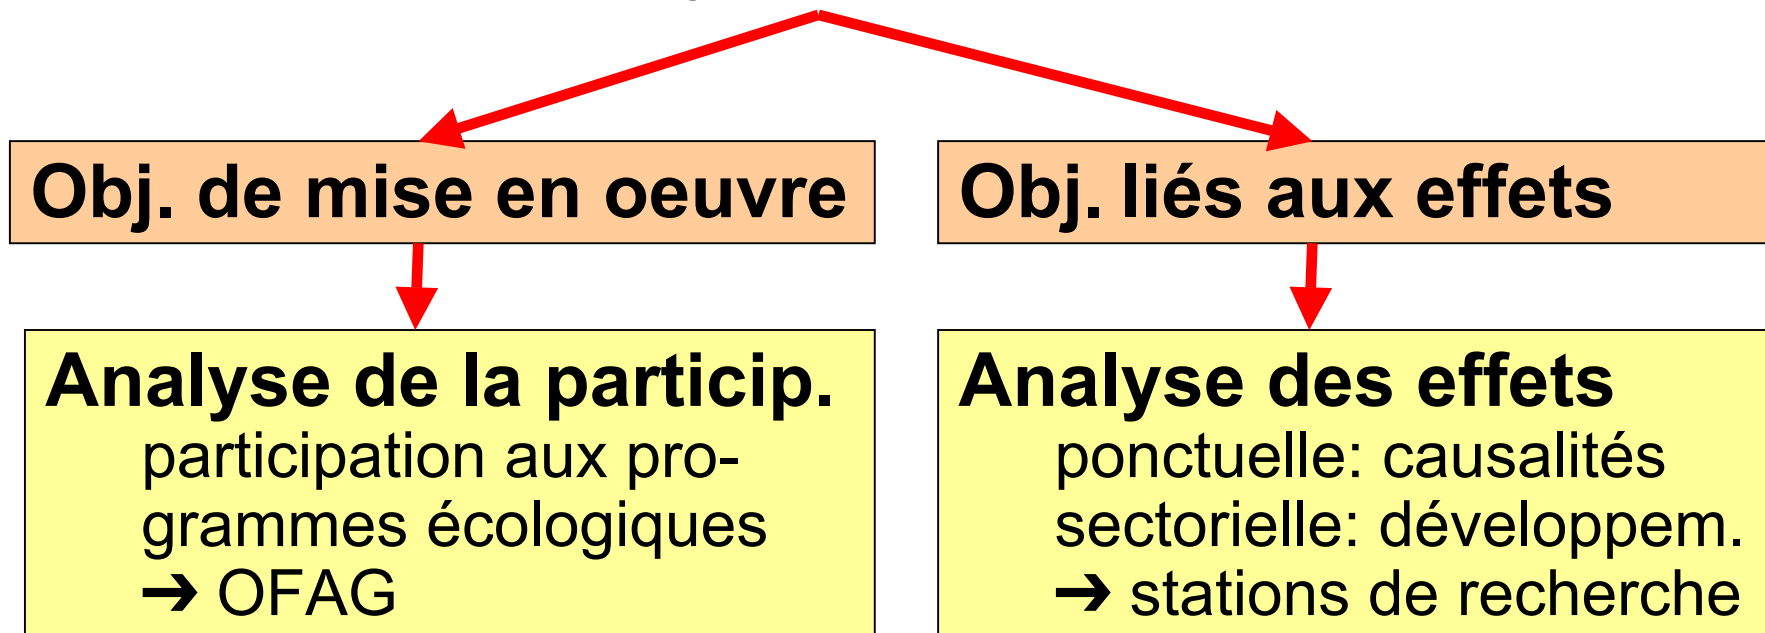 Obj. de mise en oeuvre
Obj. liés aux effets
Analyse de la particip.
participation aux pro-
grammes écologiques
➔ OFAG
Analyse des effets
ponctuelle: causalités
sectorielle: développem.
➔ stations de recherche